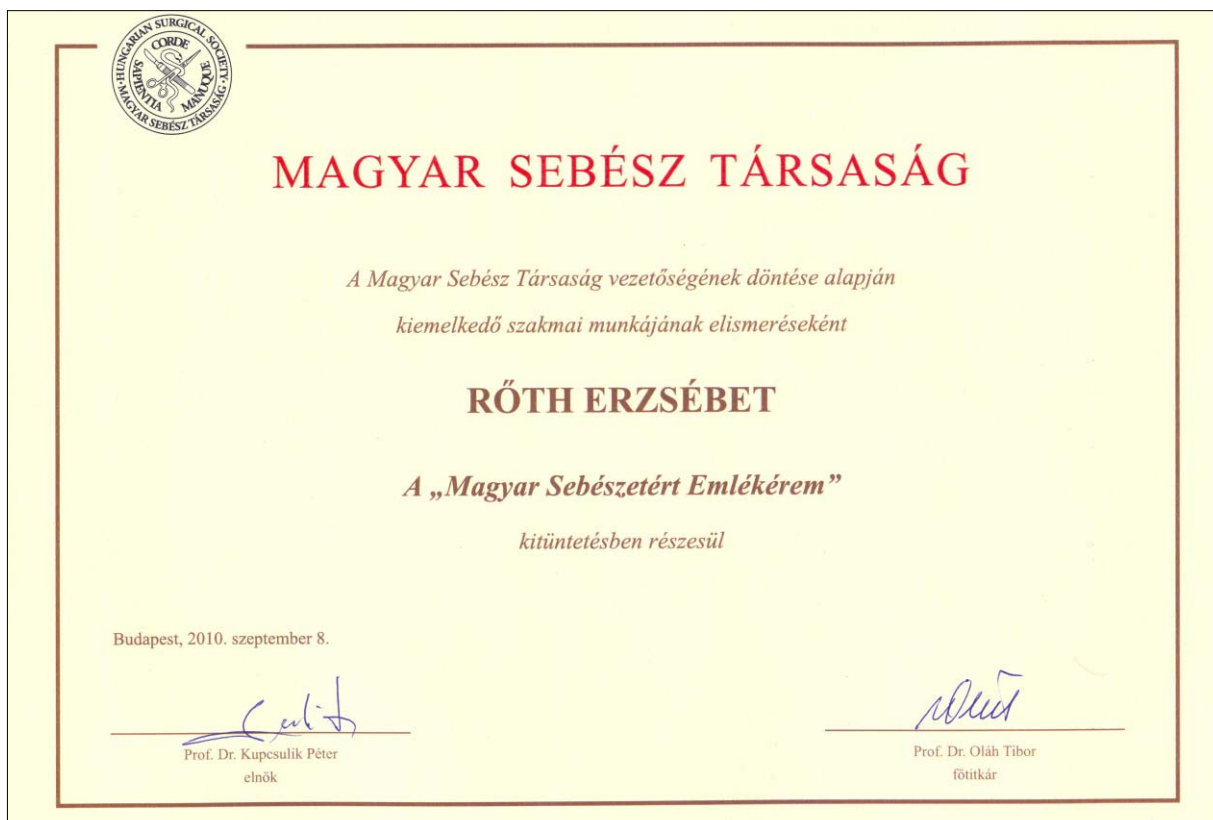 HUNGARIAN SURGICAL SOCIETY · MAGYAR SEBÉSZ TÁRSASÁG ·
SAPIENTIA CORDE MANUQUE
MAGYAR SEBÉSZ TÁRSASÁG
A Magyar Sebész Társaság vezetőségének döntése alapján
kiemelkedő szakmai munkájának elismeréseként
RŐTH ERZSÉBET
A „Magyar Sebészetért Emlékérem”
kitüntetésben részesül
Budapest, 2010. szeptember 8.
Prof. Dr. Kupcsulik Péter
elnök
Prof. Dr. Oláh Tibor
főtitkár